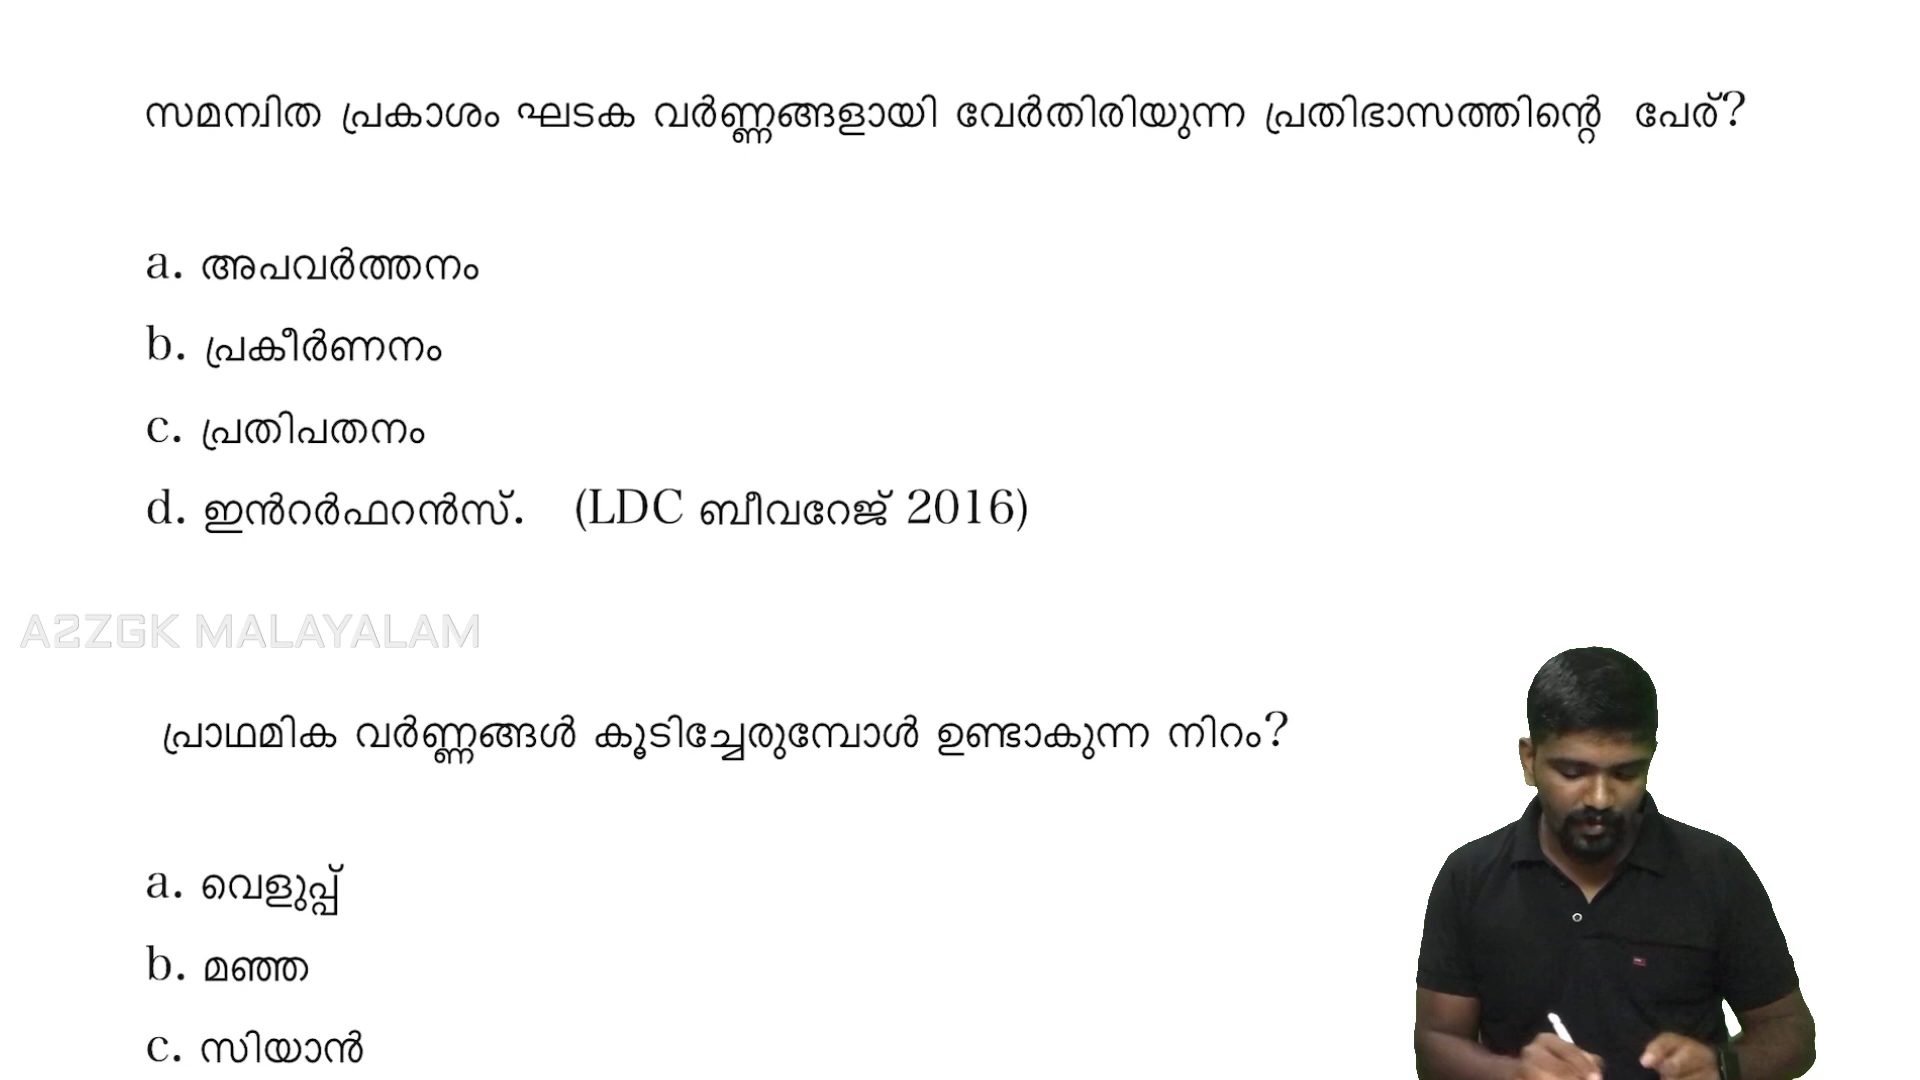 സമന്വിത പ്രകാശം ഘടക വർണ്ണങ്ങളായി വേർതിരിയുന്ന പ്രതിഭാസത്തിന്റെ പേര്?
a. അപവർത്തനം
b. പ്രകീർണനം
c. പ്രതിപതനം
d. ഇൻറർഫറൻസ്. (LDC ബീവറേജ് 2016)
A2ZGK MALAYALAM
പ്രാഥമിക വർണ്ണങ്ങൾ കൂടിച്ചേരുമ്പോൾ ഉണ്ടാകുന്ന നിറം?
a. വെളുപ്പ്
b. മഞ്ഞ
c. സിയാൻ